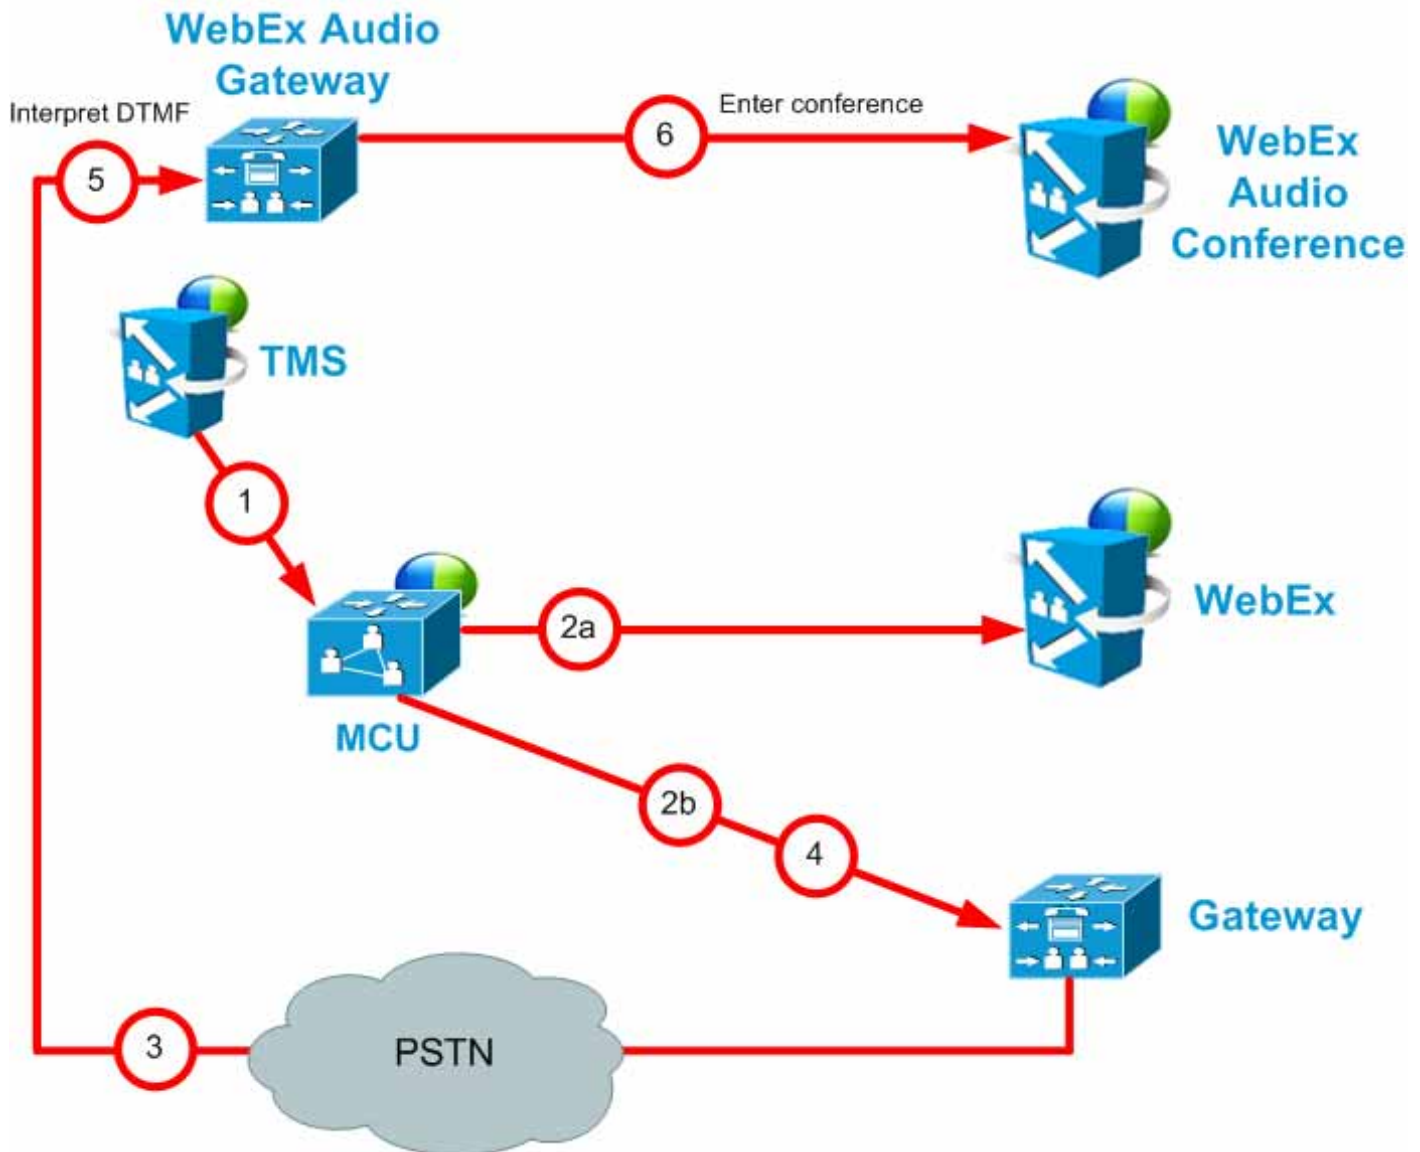 WebEx Audio
Gateway
Interpret DTMF
Enter conference
6
5
WebEx
Audio
Conference
TMS
1
2a
WebEx
MCU
2b
4
Gateway
3
PSTN